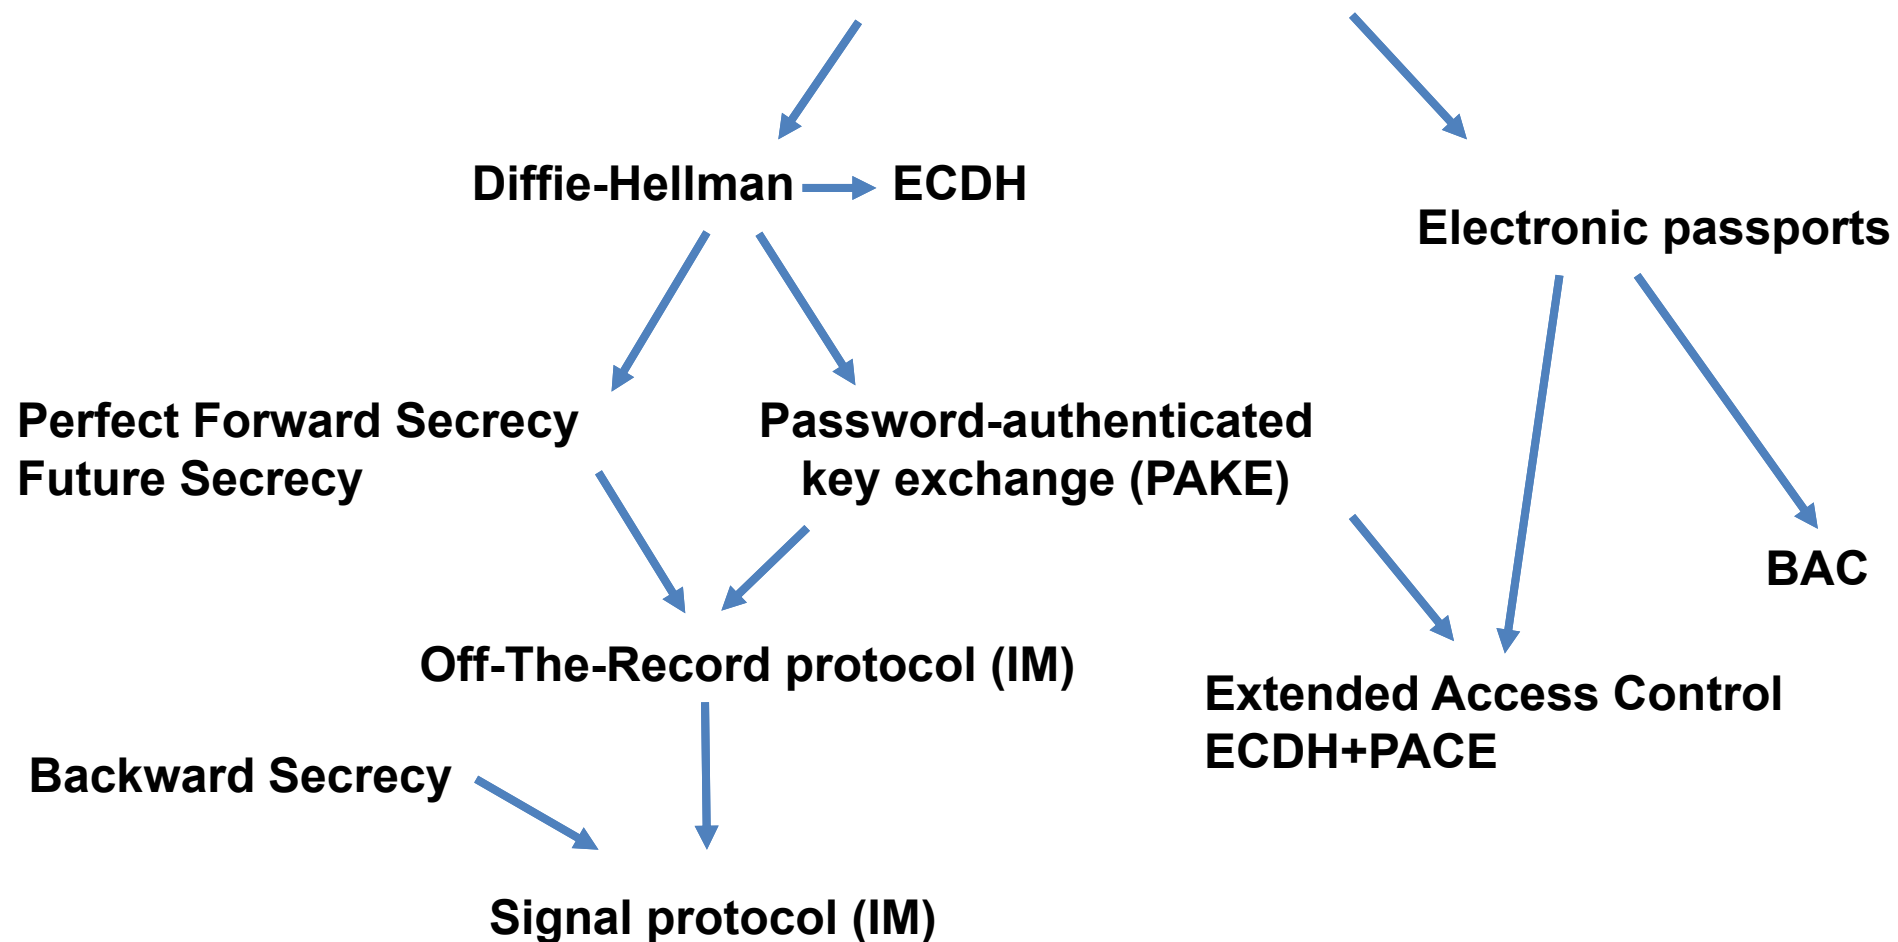 Diffie-Hellman
ECDH
Electronic passports
Perfect Forward Secrecy
Future Secrecy
Password-authenticated
key exchange (PAKE)
BAC
Off-The-Record protocol (IM)
Extended Access Control
ECDH+PACE
Backward Secrecy
Signal protocol (IM)